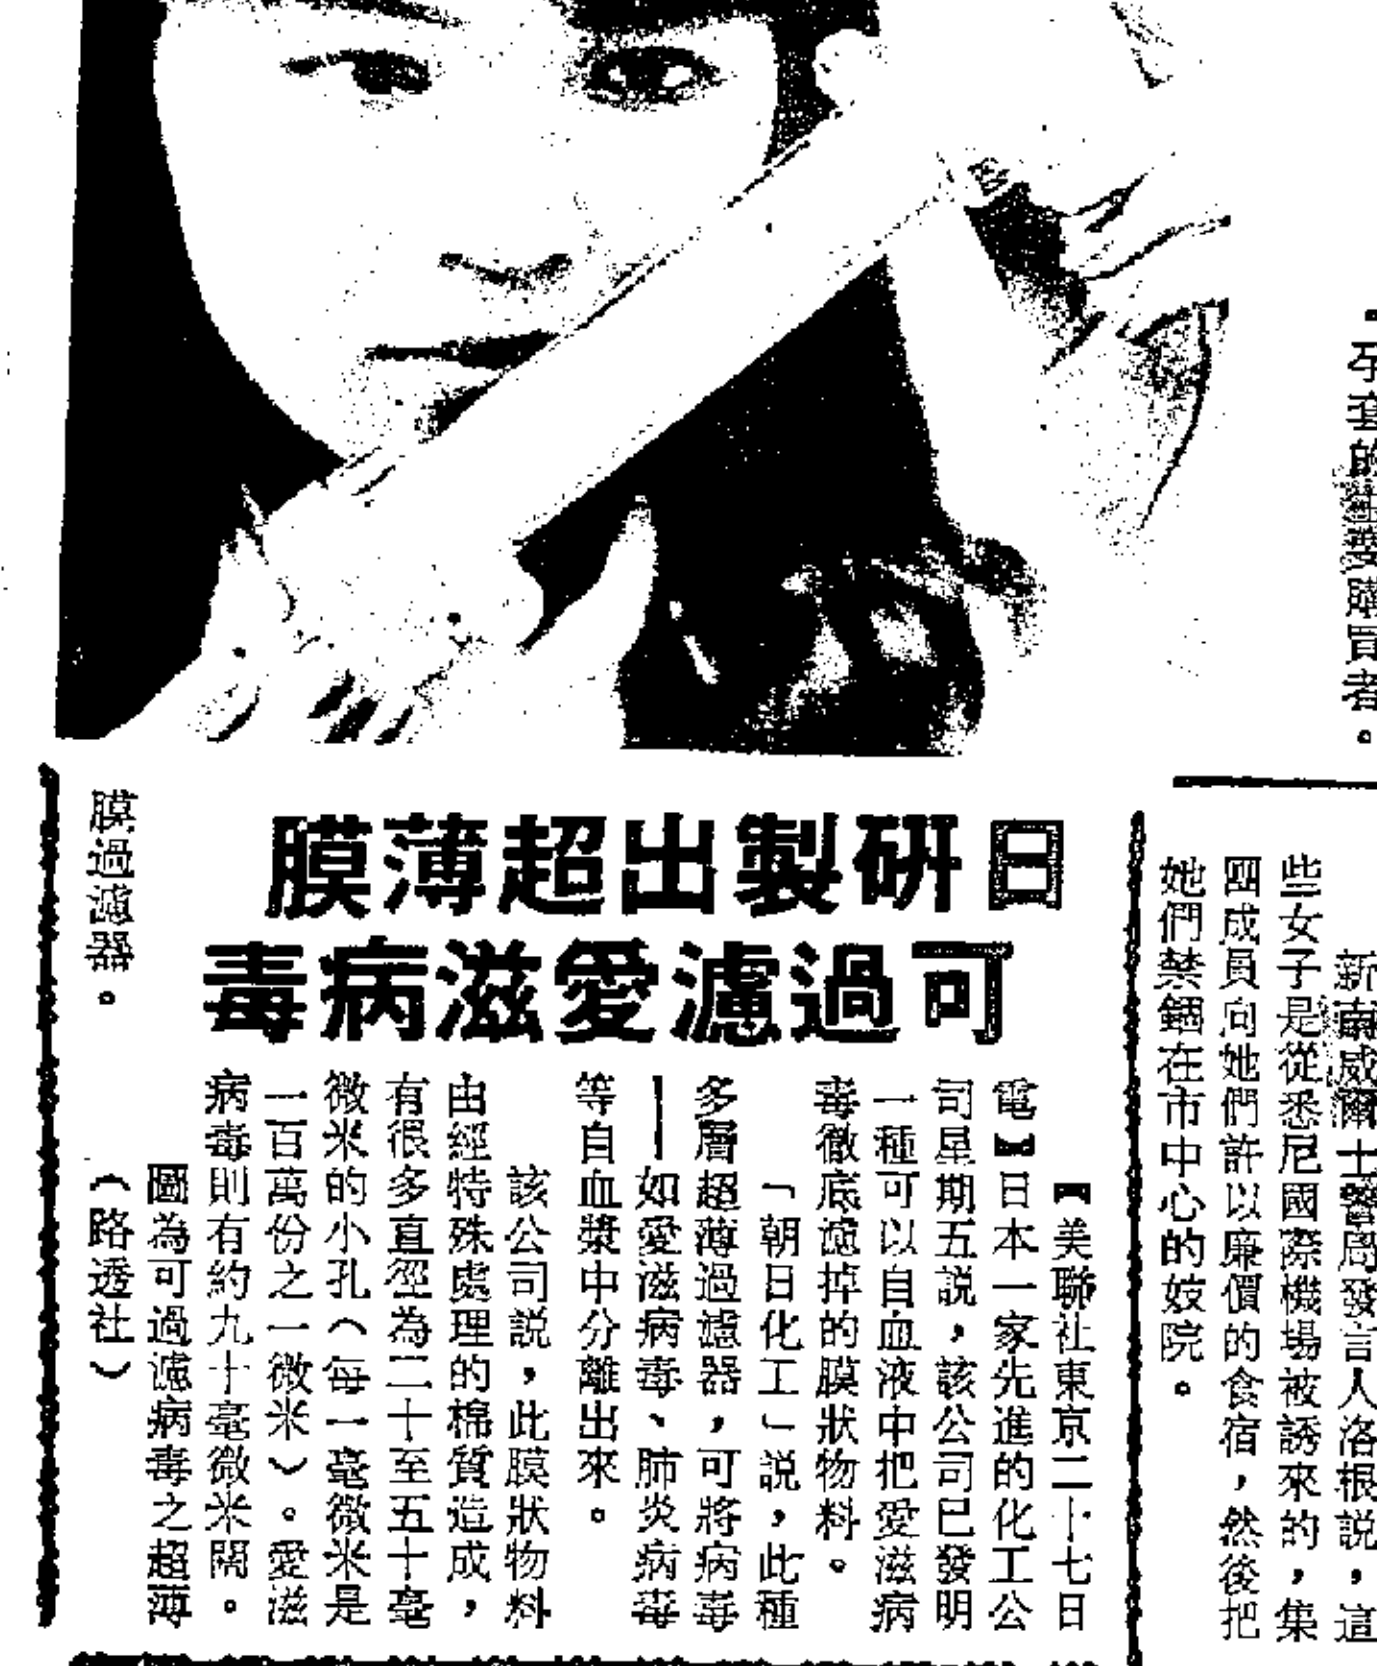 孕套的註婆購買者。
新南威爾士警局發言人洛根説，這
些女子是從悉尼國際機場被誘來的，集
團成員向她們許以廉價的食宿，然後把
她們禁錮在市中心的妓院。
日研製出超薄膜
可過濾愛滋病毒
【美聯社東京二十七日
電】日本一家先進的化工公
司星期五説，該公司已發明
一種可以自血液中把愛滋病
毒徹底濾掉的膜狀物料。
「朝日化工」説，此種
多層超薄過濾器，可將病毒
——如愛滋病毒、肺炎病毒
等自血漿中分離出來。
該公司説，此膜狀物料
由經特殊處理的棉質造成，
有很多直徑為二十至五十毫
微米的小孔（每一毫微米是
一百萬份之一微米）。愛滋
病毒則有約九十毫微米闊。
圖為可過濾病毒之超薄
膜過濾器。
（路透社）